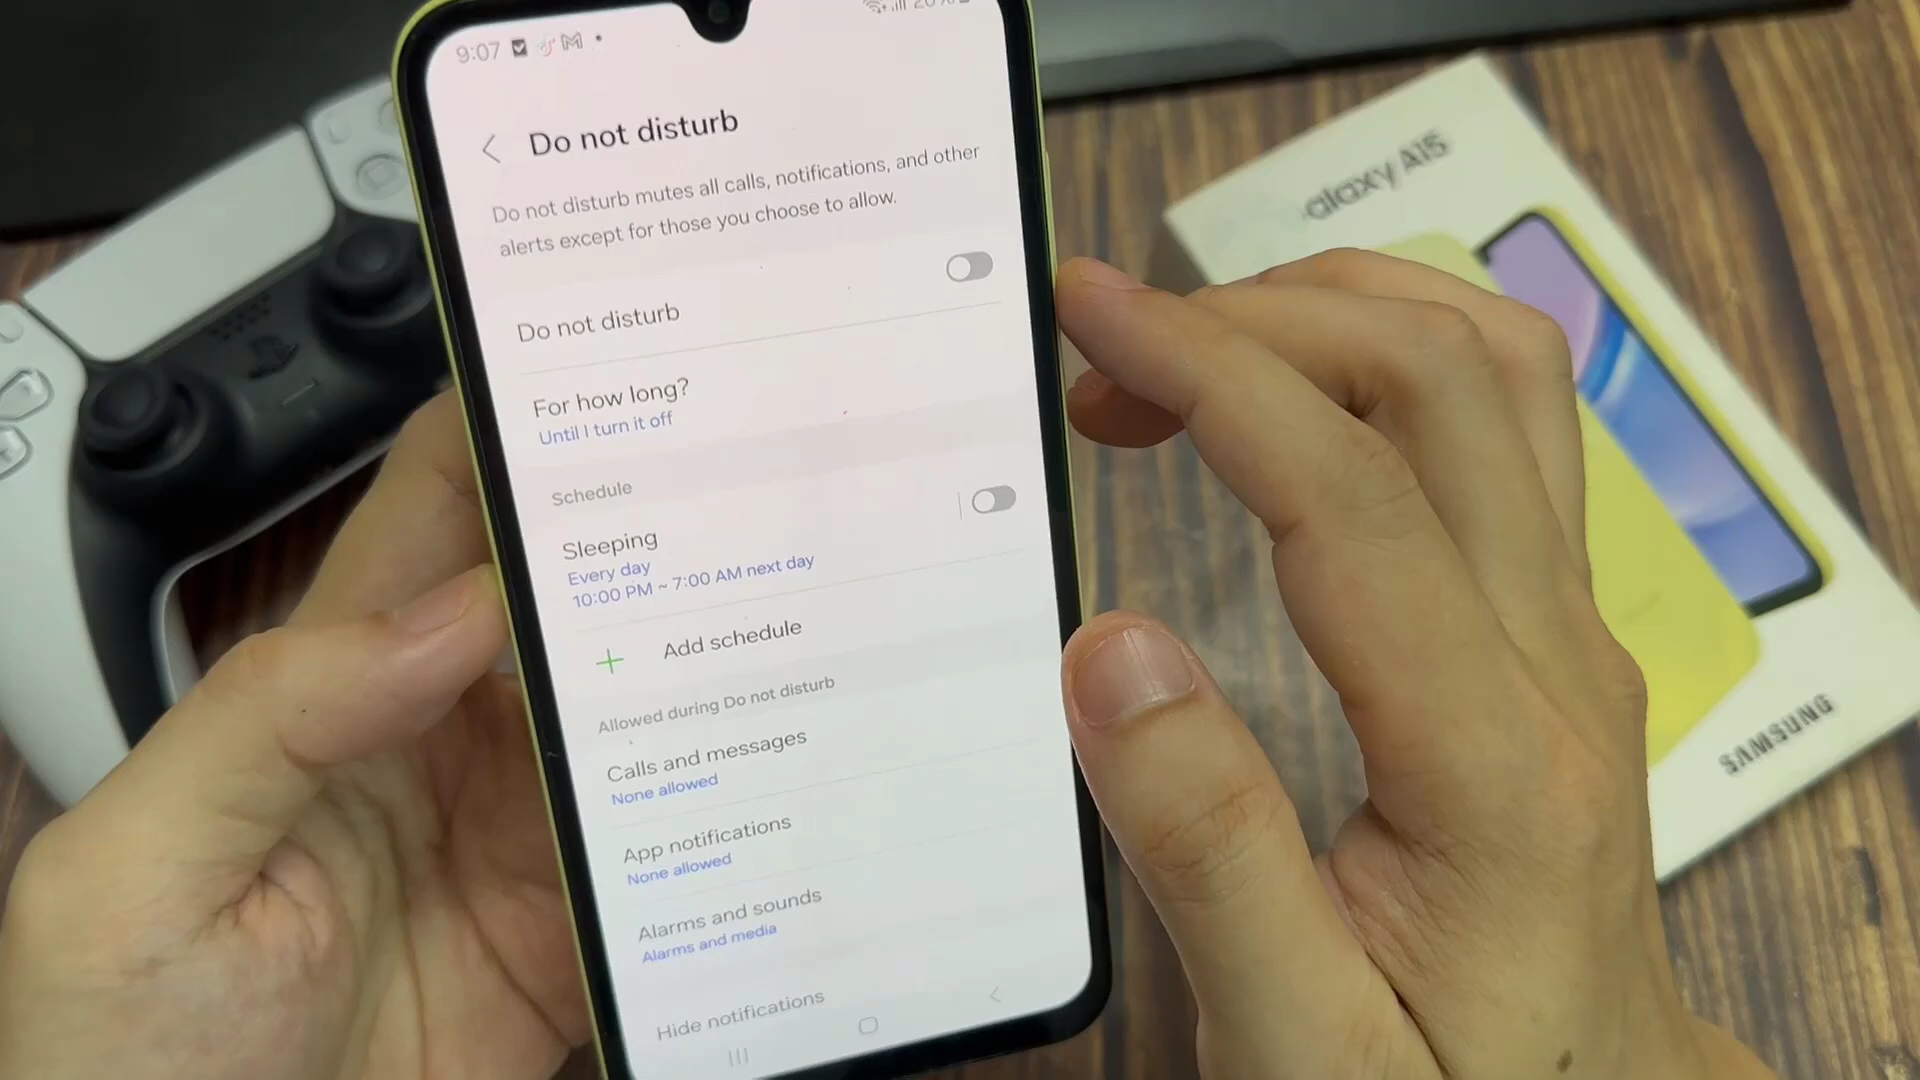 9:07
Do not disturb
Do not disturb mutes all calls, notifications, and other
alerts except for those you choose to allow.
Do not disturb
For how long?
Until I turn it off
Schedule
Sleeping
Every day
10:00 PM ~ 7:00 AM next day
Add schedule
Allowed during Do not disturb
Calls and messages
None allowed
App notifications
None allowed
Alarms and sounds
Alarms and media
Hide notifications
Galaxy A15
SAMSUNG